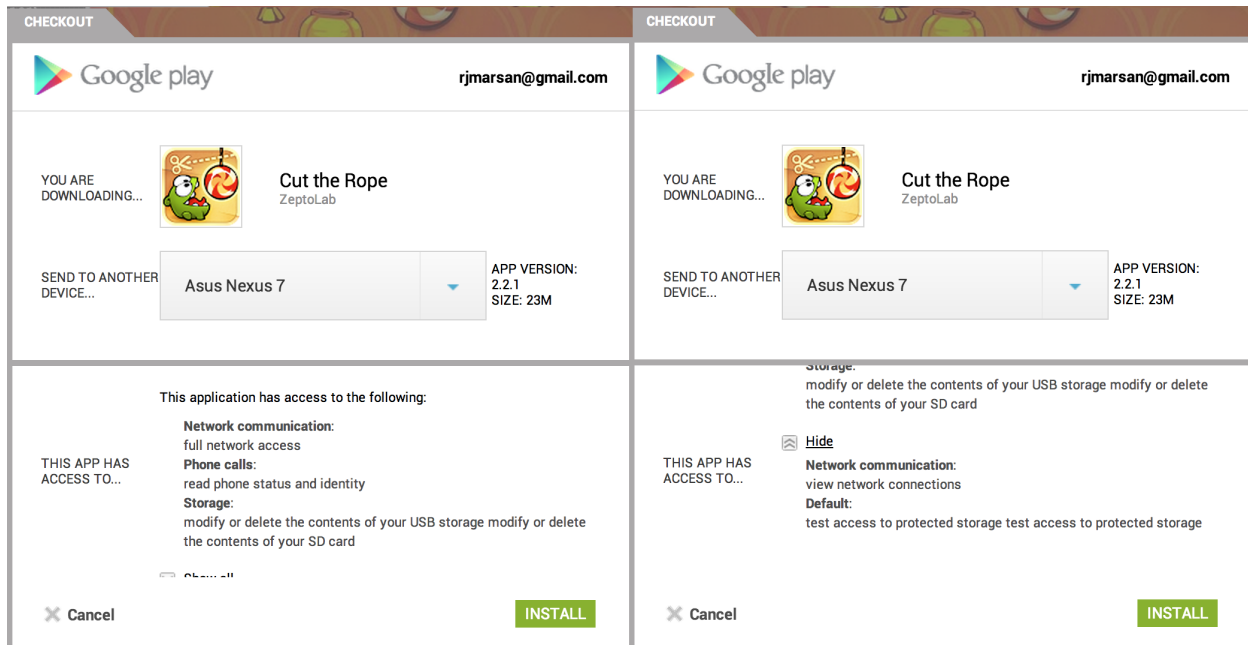 CHECKOUT
Google play
rjmarsan@gmail.com
YOU ARE
DOWNLOADING...
Cut the Rope
ZeptoLab
SEND TO ANOTHER
DEVICE...
Asus Nexus 7
APP VERSION:
2.2.1
SIZE: 23M
This application has access to the following:
Network communication:
full network access
Phone calls:
read phone status and identity
Storage:
modify or delete the contents of your USB storage modify or delete
the contents of your SD card
THIS APP HAS
ACCESS TO...
Show all
Cancel
INSTALL
CHECKOUT
Google play
rjmarsan@gmail.com
YOU ARE
DOWNLOADING...
Cut the Rope
ZeptoLab
SEND TO ANOTHER
DEVICE...
Asus Nexus 7
APP VERSION:
2.2.1
SIZE: 23M
Storage:
modify or delete the contents of your USB storage modify or delete
the contents of your SD card
Hide
THIS APP HAS
ACCESS TO...
Network communication:
view network connections
Default:
test access to protected storage test access to protected storage
Cancel
INSTALL